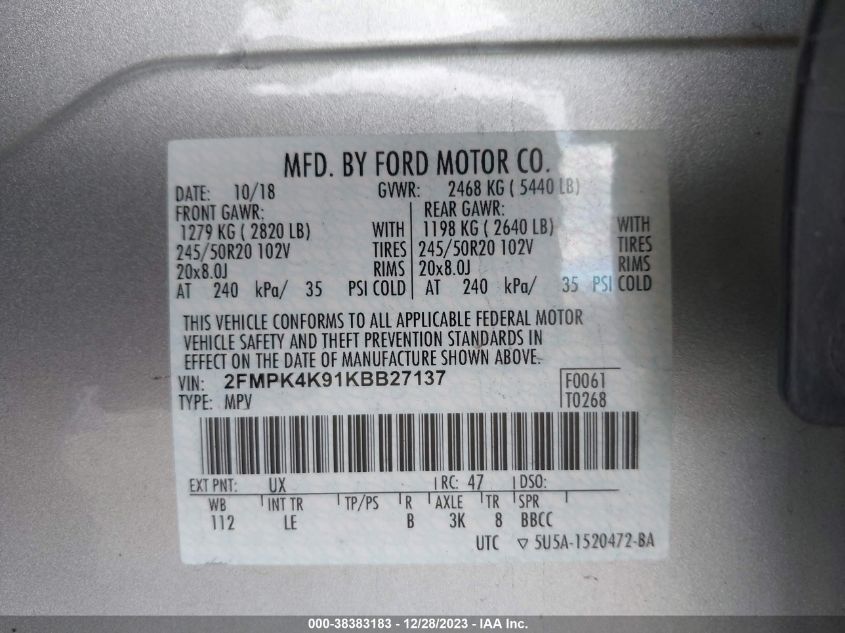 MFD. BY FORD MOTOR CO.
DATE: 10/18 GVWR: 2468 KG ( 5440 LB)
FRONT GAWR: REAR GAWR:
1279 KG ( 2820 LB) WITH 1198 KG ( 2640 LB) WITH
245/50R20 102V TIRES 245/50R20 102V TIRES
20x8.0J RIMS 20x8.0J RIMS
AT 240 kPa/ 35 PSI COLD AT 240 kPa/ 35 PSI COLD
THIS VEHICLE CONFORMS TO ALL APPLICABLE FEDERAL MOTOR
VEHICLE SAFETY AND THEFT PREVENTION STANDARDS IN
EFFECT ON THE DATE OF MANUFACTURE SHOWN ABOVE.
VIN: 2FMPK4K91KBB27137 F0061
TYPE: MPV T0268
EXT PNT: UX RC: 47 DSO:
WB INT TR TP/PS R AXLE TR SPR
112 LE B 3K 8 BBCC
UTC ▽ 5U5A-1520472-BA
000-38383183 - 12/28/2023 - IAA Inc.